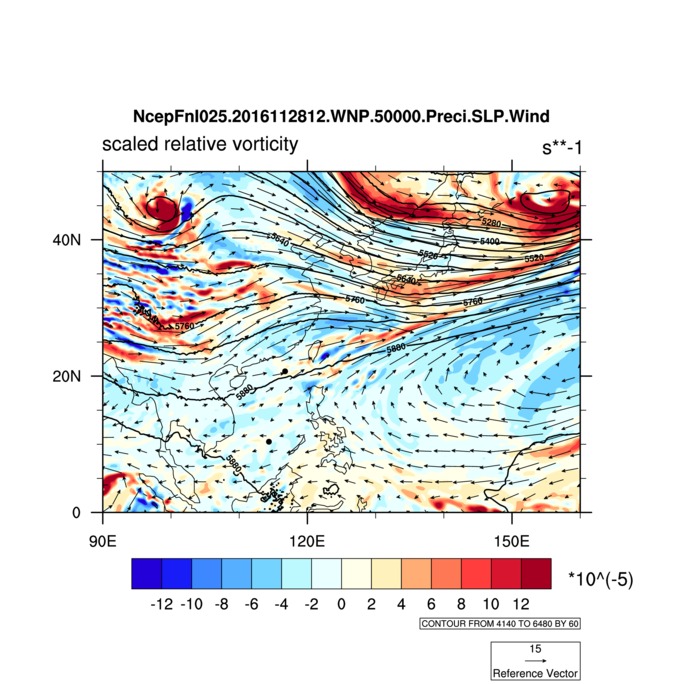 NcepFnl025.2016112812.WNP.50000.Preci.SLP.Wind
scaled relative vorticity s**-1
5280
5640
5400
40N
5520
5520
5640
5760
5760
5760
5880
20N
5880
5880
0
90E 120E 150E
*10^(-5)
-12 -10 -8 -6 -4 -2 0 2 4 6 8 10 12
CONTOUR FROM 4140 TO 6480 BY 60
15
Reference Vector